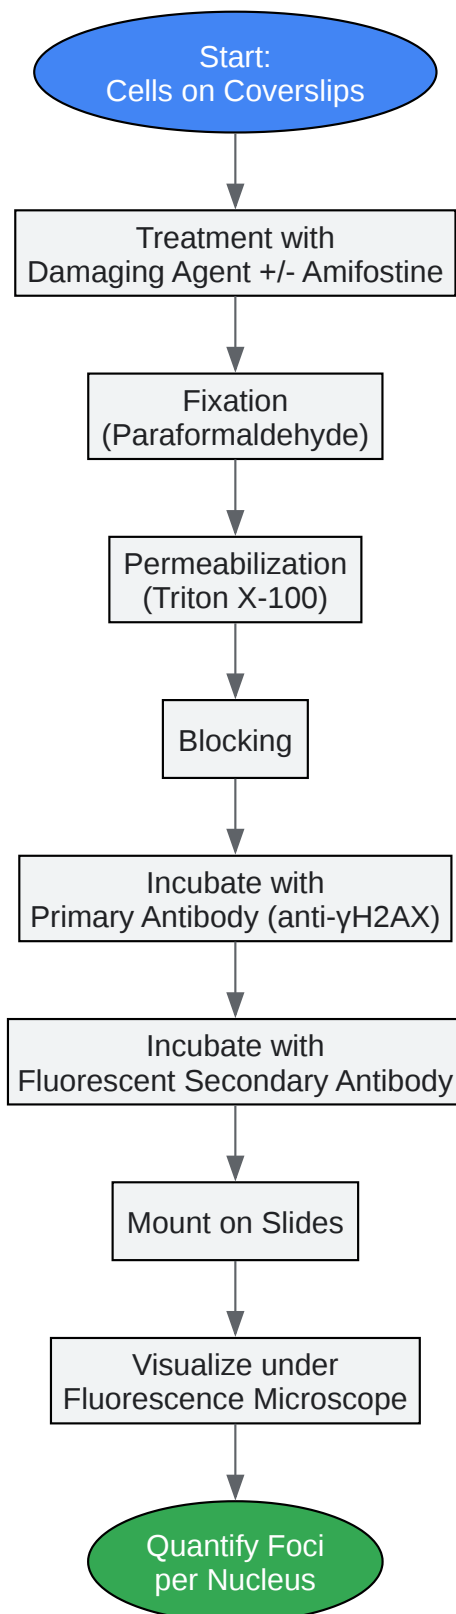 Start:
Cells on Coverslips
Treatment with
Damaging Agent +/- Amifostine
Fixation
(Paraformaldehyde)
Permeabilization
(Triton X-100)
Blocking
Incubate with
Primary Antibody (anti-γH2AX)
Incubate with
Fluorescent Secondary Antibody
Mount on Slides
Visualize under
Fluorescence Microscope
Quantify Foci
per Nucleus